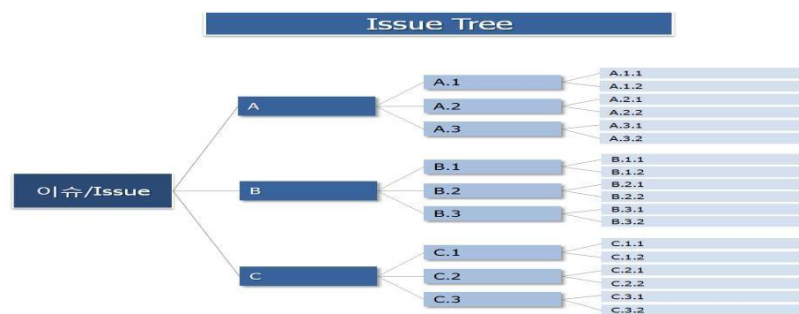 Issue Tree
이슈/Issue
A
A.1
A.1.1
A.1.2
A.2
A.2.1
A.2.2
A.3
A.3.1
A.3.2
B
B.1
B.1.1
B.1.2
B.2
B.2.1
B.2.2
B.3
B.3.1
B.3.2
C
C.1
C.1.1
C.1.2
C.2
C.2.1
C.2.2
C.3
C.3.1
C.3.2